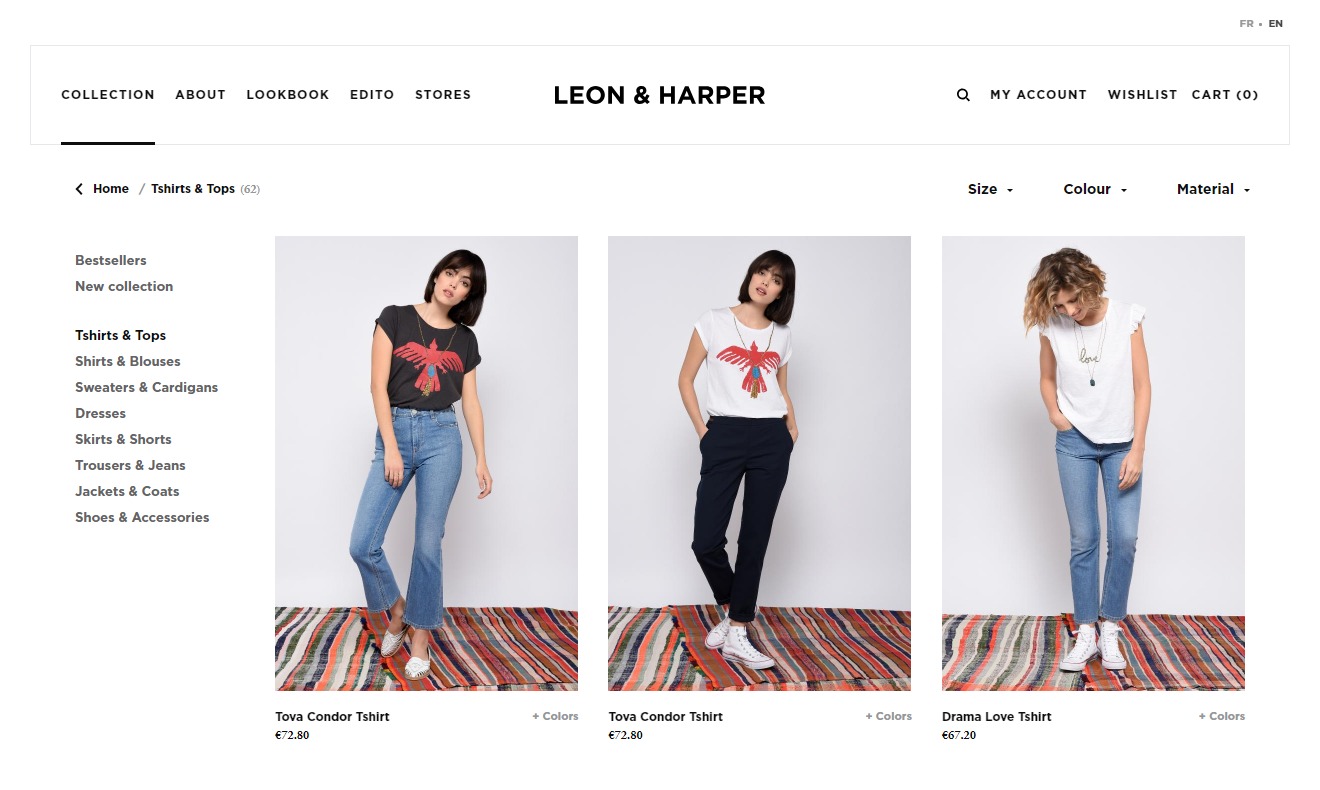 FR • EN
COLLECTION ABOUT LOOKBOOK EDITO STORES LEON & HARPER MY ACCOUNT WISHLIST CART (0)
Home / Tshirts & Tops (62) Size Colour Material
Bestsellers
New collection
Tshirts & Tops
Shirts & Blouses
Sweaters & Cardigans
Dresses
Skirts & Shorts
Trousers & Jeans
Jackets & Coats
Shoes & Accessories
love
Tova Condor Tshirt + Colors
€72.80
Tova Condor Tshirt + Colors
€72.80
Drama Love Tshirt + Colors
€67.20